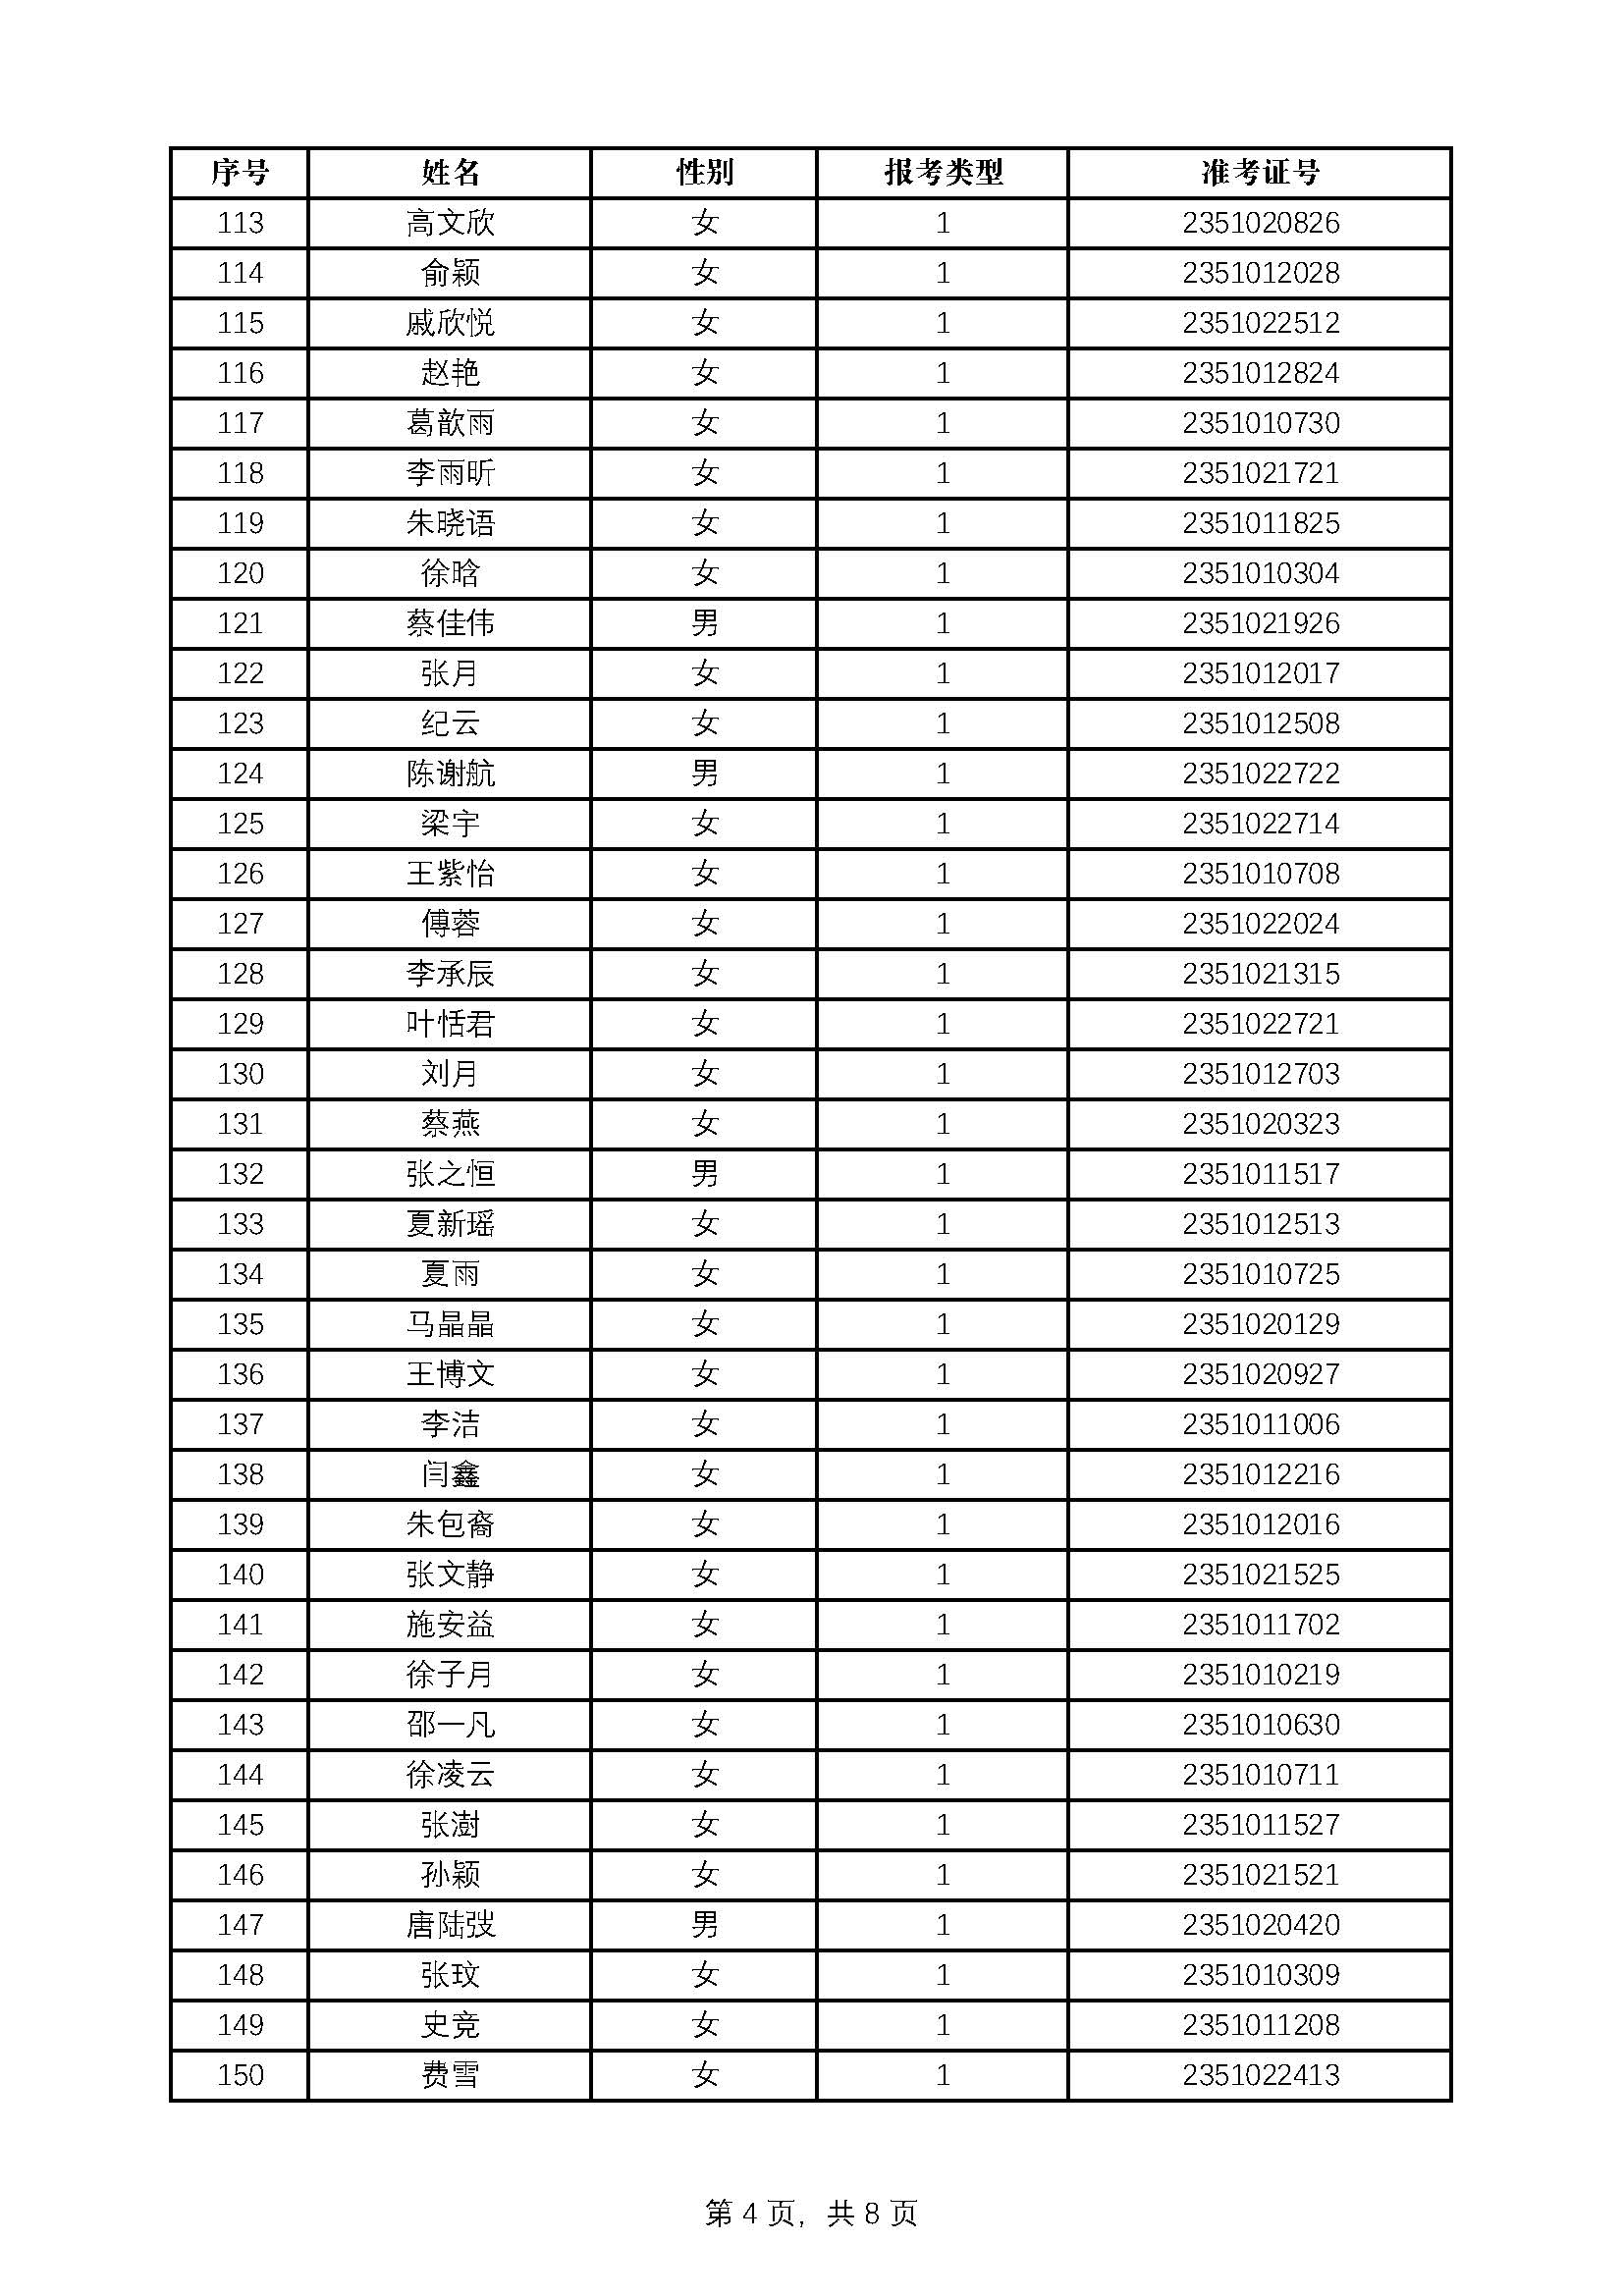 序号 姓名 性别 报考类型 准考证号
113 高文欣 女 1 2351020826
114 俞颖 女 1 2351012028
115 戚欣悦 女 1 2351022512
116 赵艳 女 1 2351012824
117 葛歆雨 女 1 2351010730
118 李雨昕 女 1 2351021721
119 朱晓语 女 1 2351011825
120 徐晗 女 1 2351010304
121 蔡佳伟 男 1 2351021926
122 张月 女 1 2351012017
123 纪云 女 1 2351012508
124 陈谢航 男 1 2351022722
125 梁宇 女 1 2351022714
126 王紫怡 女 1 2351010708
127 傅蓉 女 1 2351022024
128 李承辰 女 1 2351021315
129 叶恬君 女 1 2351022721
130 刘月 女 1 2351012703
131 蔡燕 女 1 2351020323
132 张之恒 男 1 2351011517
133 夏新瑶 女 1 2351012513
134 夏雨 女 1 2351010725
135 马晶晶 女 1 2351020129
136 王博文 女 1 2351020927
137 李洁 女 1 2351011006
138 闫鑫 女 1 2351012216
139 朱包裔 女 1 2351012016
140 张文静 女 1 2351021525
141 施安益 女 1 2351011702
142 徐子月 女 1 2351010219
143 邵一凡 女 1 2351010630
144 徐凌云 女 1 2351010711
145 张澍 女 1 2351011527
146 孙颖 女 1 2351021521
147 唐陆弢 男 1 2351020420
148 张玟 女 1 2351010309
149 史竞 女 1 2351011208
150 费雪 女 1 2351022413
第 4 页，共 8 页